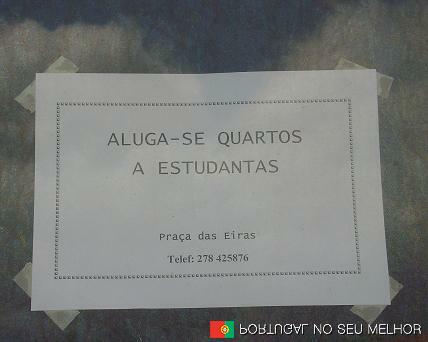 ALUGA-SE QUARTOS
A ESTUDANTAS
Praça das Eiras
Telef: 278 425876
PORTUGAL NO SEU MELHOR